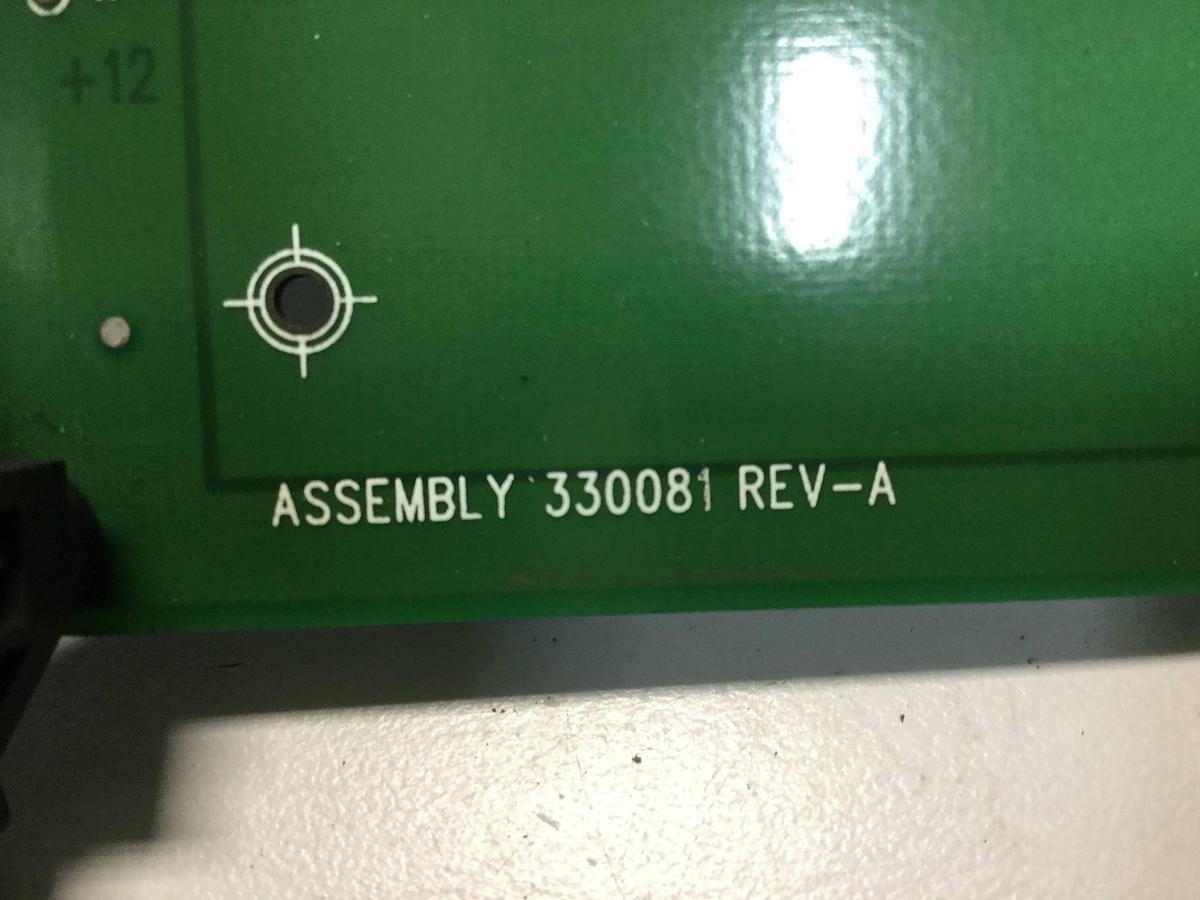 +12
ASSEMBLY 330081 REV-A